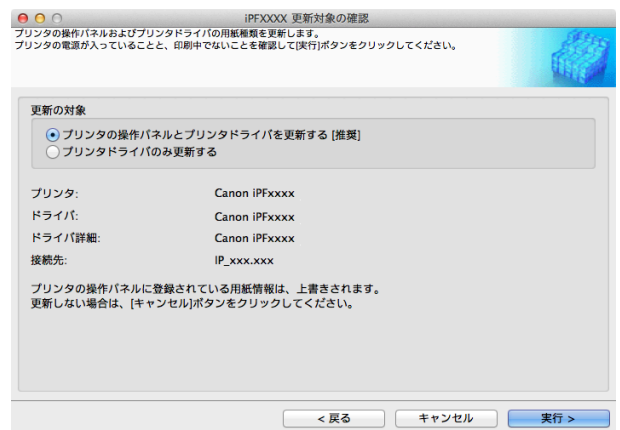 iPFXXXX 更新対象の確認
プリンタの操作パネルおよびプリンタドライバの用紙種類を更新します。
プリンタの電源が入っていることと、印刷中でないことを確認して[実行]ボタンをクリックしてください。
更新の対象
プリンタの操作パネルとプリンタドライバを更新する [推奨]
プリンタドライバのみ更新する
プリンタ: Canon iPFxxxx
ドライバ: Canon iPFxxxx
ドライバ詳細: Canon iPFxxxx
接続先: IP_xxx.xxx
プリンタの操作パネルに登録されている用紙情報は、上書きされます。
更新しない場合は、[キャンセル]ボタンをクリックしてください。
< 戻る キャンセル 実行 >